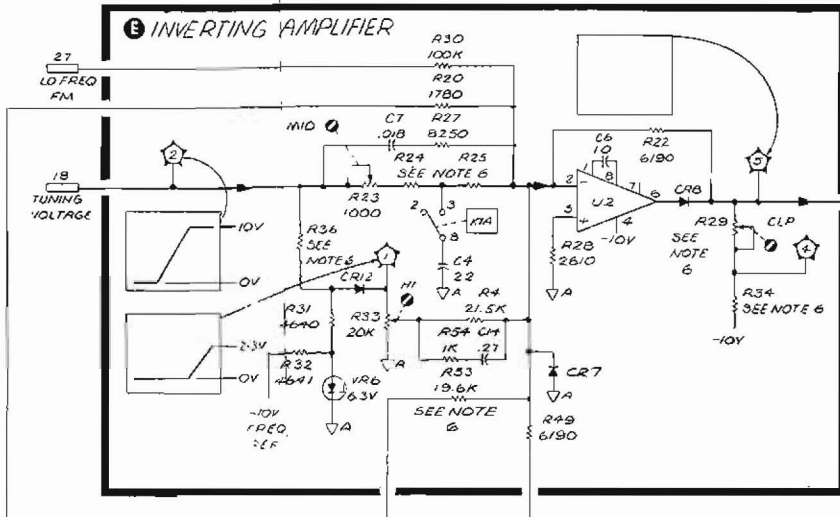 E INVERTING AMPLIFIER
27
LO FREQ
FM
R30
100K
R20
1780
R27
8250
C7
.018
MID
2
18
TUNING
VOLTAGE
R24
R25
SEE NOTE 6
R23
1000
C6
10
R22
6190
1
8
2
7
6
3
4
U2
-10V
CR8
5
R28
2610
A
SEE
NOTE
6
R29
CLP
4
R34
SEE NOTE 6
-10V
2
3
K1A
8
C4
22
A
10V
0V
R36
SEE
NOTE 6
1
CR12
HI
R31
4640
R33
20K
R4
21.5K
R54
1K
C14
.27
R53
19.6K
SEE NOTE
6
2.3V
0V
R32
4641
-10V
FREQ
VR6
6.3V
A
A
CR7
A
R49
6190